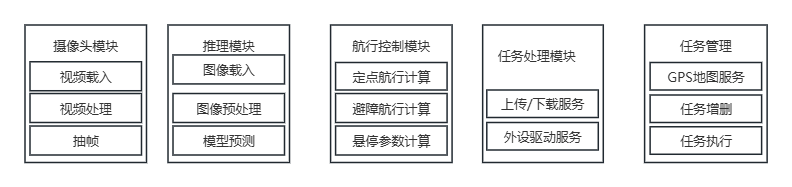 摄像头模块
视频载入
视频处理
抽帧
推理模块
图像载入
图像预处理
模型预测
航行控制模块
定点航行计算
避障航行计算
悬停参数计算
任务处理模块
上传/下载服务
外设驱动服务
任务管理
GPS地图服务
任务增删
任务执行